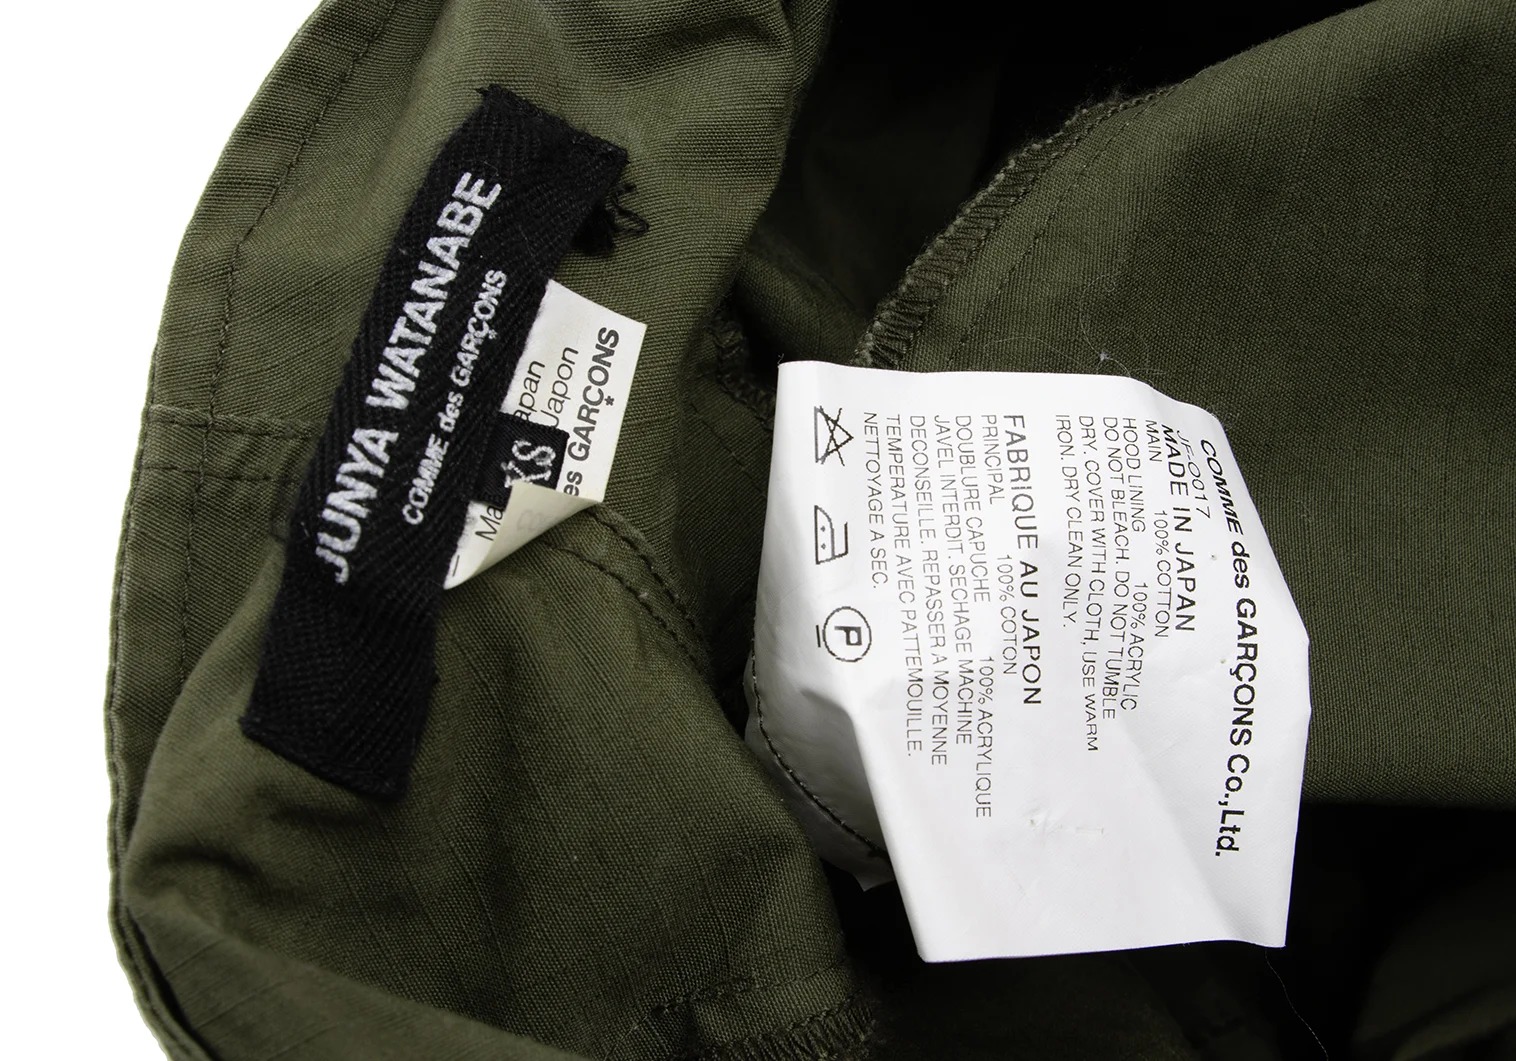 JUNYA WATANABE
COMME des GARÇONS
XS
Japon
es GARÇONS
COMME des GARÇONS Co.,Ltd.
MADE IN JAPAN
MAIN 100% COTTON
HOOD LINING 100% ACRYLIC
DO NOT BLEACH. DO NOT TUMBLE
DRY. COVER WITH CLOTH, USE WARM
IRON. DRY CLEAN ONLY.
FABRIQUE AU JAPON
PRINCIPAL 100% COTON
DOUBLURE CAPUCHE 100% ACRYLIQUE
JAVEL INTERDIT. SECHAGE MACHINE
DECONSEILLE. REPASSER A MOYENNE
TEMPERATURE AVEC PATTEMOUILLE.
NETTOYAGE A SEC.
P